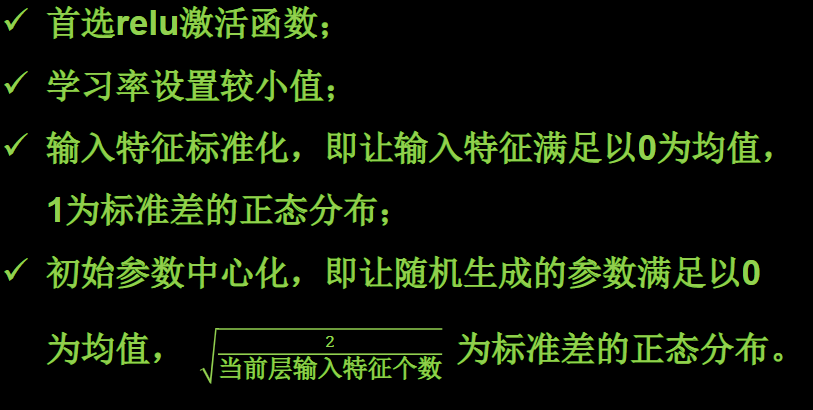 ✓ 首选relu激活函数；
✓ 学习率设置较小值；
✓ 输入特征标准化，即让输入特征满足以0为均值，
1为标准差的正态分布；
✓ 初始参数中心化，即让随机生成的参数满足以0
为均值， √(2/当前层输入特征个数) 为标准差的正态分布。